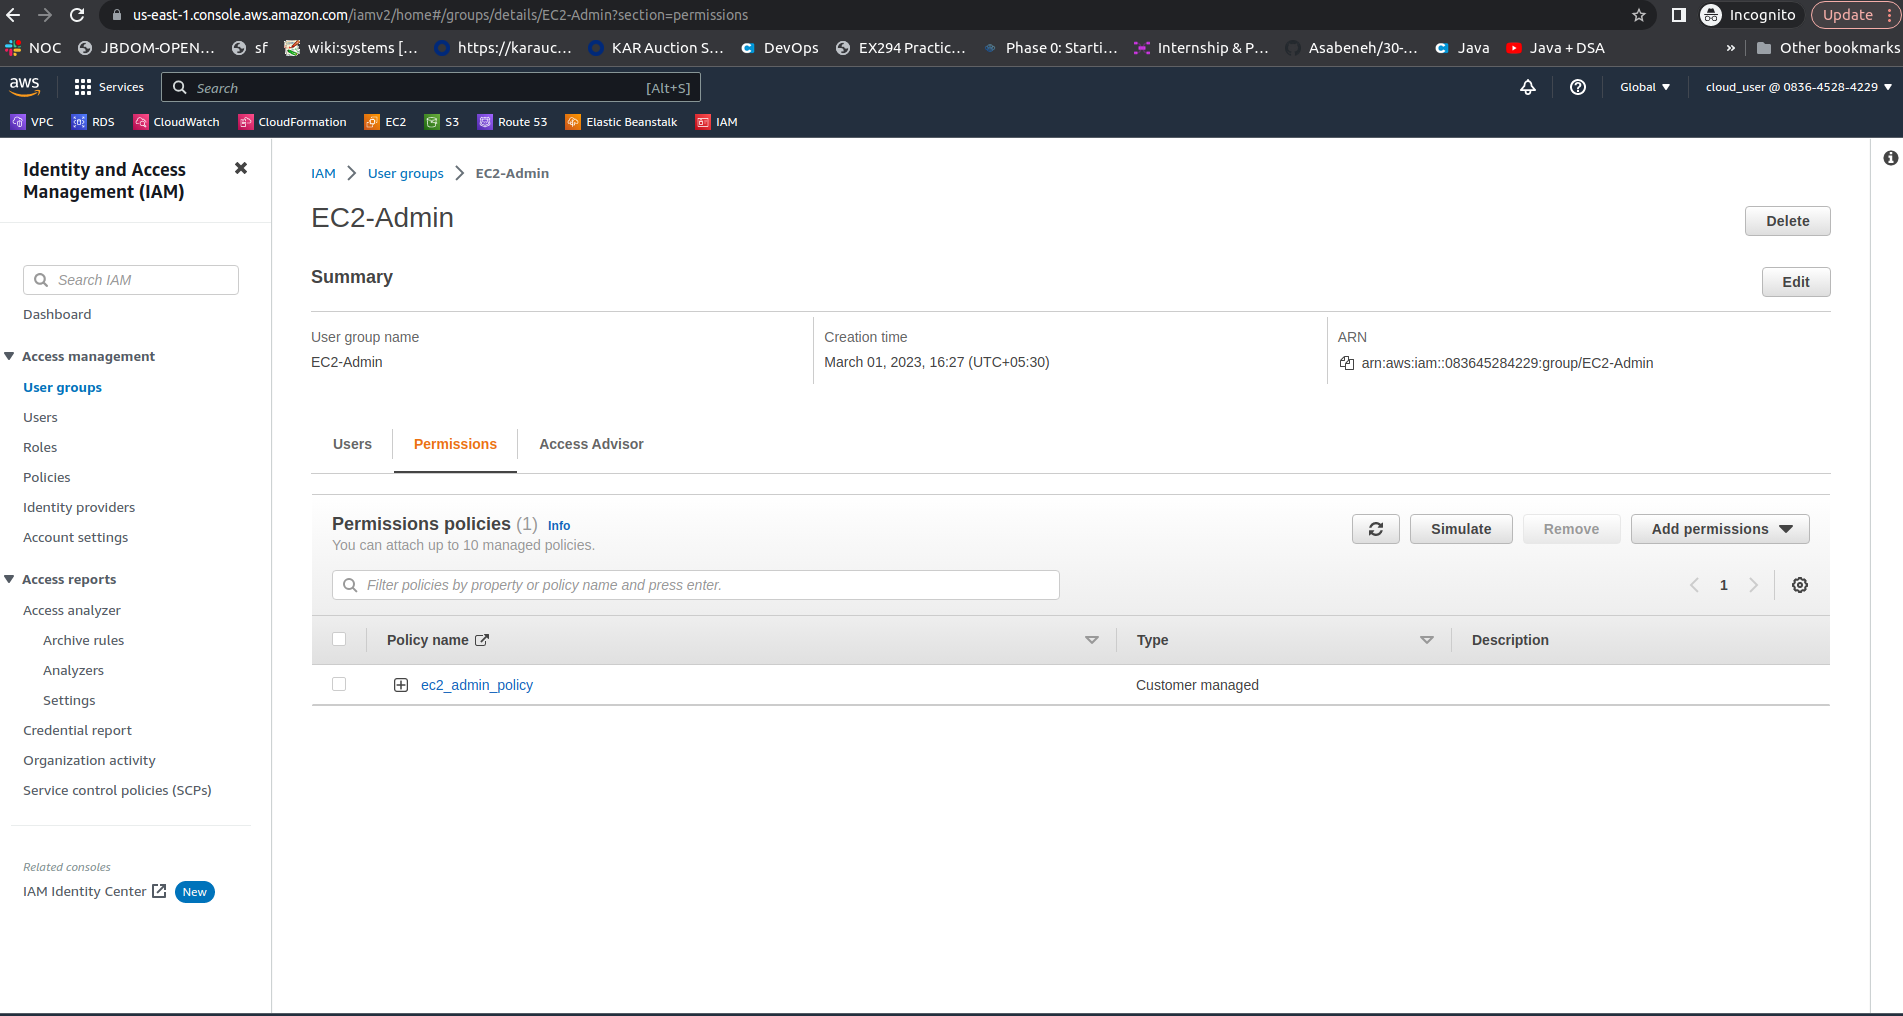 us-east-1.console.aws.amazon.com/iamv2/home#/groups/details/EC2-Admin?section=permissions
Incognito
Update
NOC
JBDOM-OPEN...
sf
wiki:systems [...
https://karauc...
KAR Auction S...
DevOps
EX294 Practic...
Phase 0: Starti...
Internship & P...
Asabeneh/30-...
Java
Java + DSA
»
Other bookmarks
aws
Services
Search
[Alt+S]
Global
cloud_user @ 0836-4528-4229
VPC
RDS
CloudWatch
CloudFormation
EC2
S3
Route 53
Elastic Beanstalk
IAM
Identity and Access
Management (IAM)
Search IAM
Dashboard
Access management
User groups
Users
Roles
Policies
Identity providers
Account settings
Access reports
Access analyzer
Archive rules
Analyzers
Settings
Credential report
Organization activity
Service control policies (SCPs)
Related consoles
IAM Identity Center
New
IAM
User groups
EC2-Admin
EC2-Admin
Delete
Summary
Edit
User group name
EC2-Admin
Creation time
March 01, 2023, 16:27 (UTC+05:30)
ARN
arn:aws:iam::083645284229:group/EC2-Admin
Users
Permissions
Access Advisor
Permissions policies (1)
Info
You can attach up to 10 managed policies.
Simulate
Remove
Add permissions
Filter policies by property or policy name and press enter.
1
Policy name
Type
Description
ec2_admin_policy
Customer managed